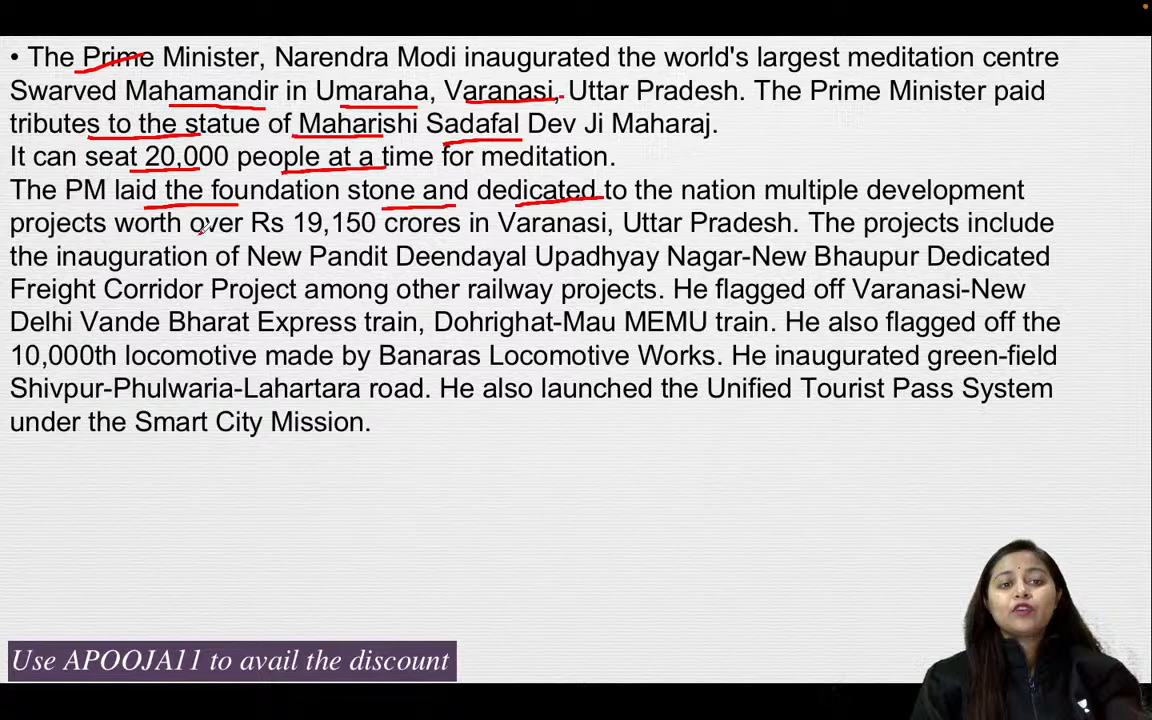 • The Prime Minister, Narendra Modi inaugurated the world's largest meditation centre
Swarved Mahamandir in Umaraha, Varanasi, Uttar Pradesh. The Prime Minister paid
tributes to the statue of Maharishi Sadafal Dev Ji Maharaj.
It can seat 20,000 people at a time for meditation.
The PM laid the foundation stone and dedicated to the nation multiple development
projects worth over Rs 19,150 crores in Varanasi, Uttar Pradesh. The projects include
the inauguration of New Pandit Deendayal Upadhyay Nagar-New Bhaupur Dedicated
Freight Corridor Project among other railway projects. He flagged off Varanasi-New
Delhi Vande Bharat Express train, Dohrighat-Mau MEMU train. He also flagged off the
10,000th locomotive made by Banaras Locomotive Works. He inaugurated green-field
Shivpur-Phulwaria-Lahartara road. He also launched the Unified Tourist Pass System
under the Smart City Mission.
Use APOOJA11 to avail the discount